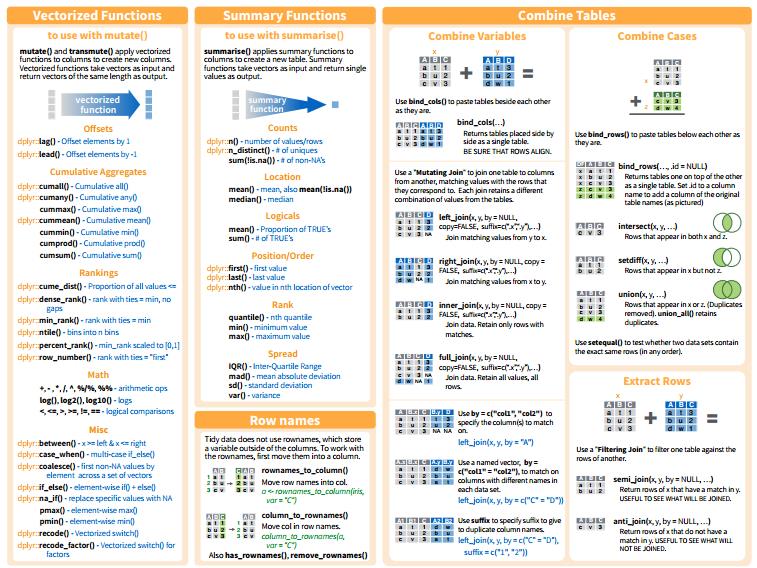 Vectorized Functions
to use with mutate()
mutate() and transmute() apply vectorized
functions to columns to create new columns.
Vectorized functions take vectors as input and
return vectors of the same length as output.
vectorized
function
Offsets
dplyr::lag() - Offset elements by 1
dplyr::lead() - Offset elements by -1
Cumulative Aggregates
dplyr::cumall() - Cumulative all()
dplyr::cumany() - Cumulative any()
cummax() - Cumulative max()
dplyr::cummean() - Cumulative mean()
cummin() - Cumulative min()
cumprod() - Cumulative prod()
cumsum() - Cumulative sum()
Rankings
dplyr::cume_dist() - Proportion of all values <=
dplyr::dense_rank() - rank with ties = min, no
gaps
dplyr::min_rank() - rank with ties = min
dplyr::ntile() - bins into n bins
dplyr::percent_rank() - min_rank scaled to [0,1]
dplyr::row_number() - rank with ties = "first"
Math
+, - , *, /, ^, %/%, %% - arithmetic ops
log(), log2(), log10() - logs
<, <=, >, >=, !=, == - logical comparisons
Misc
dplyr::between() - x >= left & x <= right
dplyr::case_when() - multi-case if_else()
dplyr::coalesce() - first non-NA values by
element across a set of vectors
dplyr::if_else() - element-wise if() + else()
dplyr::na_if() - replace specific values with NA
pmax() - element-wise max()
pmin() - element-wise min()
dplyr::recode() - Vectorized switch()
dplyr::recode_factor() - Vectorized switch() for
factors
Summary Functions
to use with summarise()
summarise() applies summary functions to
columns to create a new table. Summary
functions take vectors as input and return single
values as output.
summary
function
Counts
dplyr::n() - number of values/rows
dplyr::n_distinct() - # of uniques
sum(!is.na()) - # of non-NA's
Location
mean() - mean, also mean(!is.na())
median() - median
Logicals
mean() - Proportion of TRUE's
sum() - # of TRUE's
Position/Order
dplyr::first() - first value
dplyr::last() - last value
dplyr::nth() - value in nth location of vector
Rank
quantile() - nth quantile
min() - minimum value
max() - maximum value
Spread
IQR() - Inter-Quartile Range
mad() - mean absolute deviation
sd() - standard deviation
var() - variance
Row names
Tidy data does not use rownames, which store
a variable outside of the columns. To work with
the rownames, first move them into a column.
rownames_to_column()
Move row names into col.
a <- rownames_to_column(iris,
var = "C")
column_to_rownames()
Move col in row names.
column_to_rownames(a,
var = "C")
Also has_rownames(), remove_rownames()
Combine Tables
Combine Variables
x y
A B C A B D
a t 1 a t 3
b u 2 b u 2
c v 3 d w 1
+ =
Use bind_cols() to paste tables beside each other
as they are.
bind_cols(…)
Returns tables placed side by
side as a single table.
BE SURE THAT ROWS ALIGN.
Use a "Mutating Join" to join one table to columns
from another, matching values with the rows that
they correspond to. Each join retains a different
combination of values from the tables.
left_join(x, y, by = NULL,
copy=FALSE, suffix=c(".x",".y"),…)
Join matching values from y to x.
right_join(x, y, by = NULL, copy =
FALSE, suffix=c(".x",".y"),…)
Join matching values from x to y.
inner_join(x, y, by = NULL, copy =
FALSE, suffix=c(".x",".y"),…)
Join data. Retain only rows with
matches.
full_join(x, y, by = NULL,
copy=FALSE, suffix=c(".x",".y"),…)
Join data. Retain all values, all
rows.
Use by = c("col1", "col2") to
specify the column(s) to match
on.
left_join(x, y, by = "A")
Use a named vector, by =
c("col1" = "col2"), to match on
columns with different names in
each data set.
left_join(x, y, by = c("C" = "D"))
Use suffix to specify suffix to give
to duplicate column names.
left_join(x, y, by = c("C" = "D"),
suffix = c("1", "2"))
Combine Cases
A B C
a t 1
b u 2
c v 3
x
+
A B C
c v 3
d w 4
Use bind_rows() to paste tables below each other as
they are.
bind_rows(…, .id = NULL)
Returns tables one on top of the other
as a single table. Set .id to a column
name to add a column of the original
table names (as pictured)
intersect(x, y, …)
Rows that appear in both x and z.
setdiff(x, y, …)
Rows that appear in x but not z.
union(x, y, …)
Rows that appear in x or z. (Duplicates
removed). union_all() retains
duplicates.
Use setequal() to test whether two data sets contain
the exact same rows (in any order).
Extract Rows
x y
A B C A B D
a t 1 a t 3
b u 2 b u 2
c v 3 d w 1
+ =
Use a "Filtering Join" to filter one table against the
rows of another.
semi_join(x, y, by = NULL, …)
Return rows of x that have a match in y.
USEFUL TO SEE WHAT WILL BE JOINED.
anti_join(x, y, by = NULL, …)
Return rows of x that do not have a
match in y. USEFUL TO SEE WHAT WILL
NOT BE JOINED.